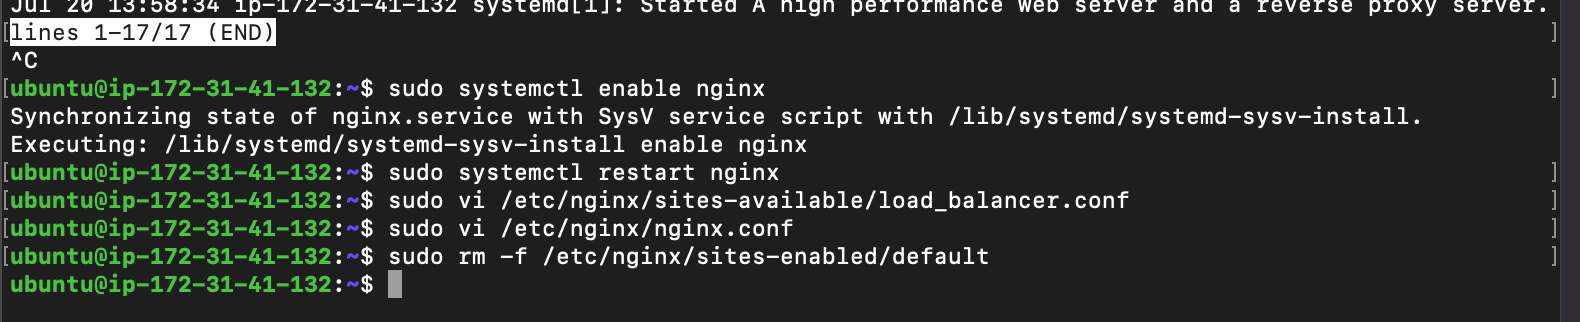 Jul 20 13:58:34 ip-172-31-41-132 systemd[1]: Started A high performance web server and a reverse proxy server.
[lines 1-17/17 (END) ]
^C
[ubuntu@ip-172-31-41-132:~$ sudo systemctl enable nginx ]
Synchronizing state of nginx.service with SysV service script with /lib/systemd/systemd-sysv-install.
Executing: /lib/systemd/systemd-sysv-install enable nginx
[ubuntu@ip-172-31-41-132:~$ sudo systemctl restart nginx ]
[ubuntu@ip-172-31-41-132:~$ sudo vi /etc/nginx/sites-available/load_balancer.conf ]
[ubuntu@ip-172-31-41-132:~$ sudo vi /etc/nginx/nginx.conf ]
[ubuntu@ip-172-31-41-132:~$ sudo rm -f /etc/nginx/sites-enabled/default ]
ubuntu@ip-172-31-41-132:~$